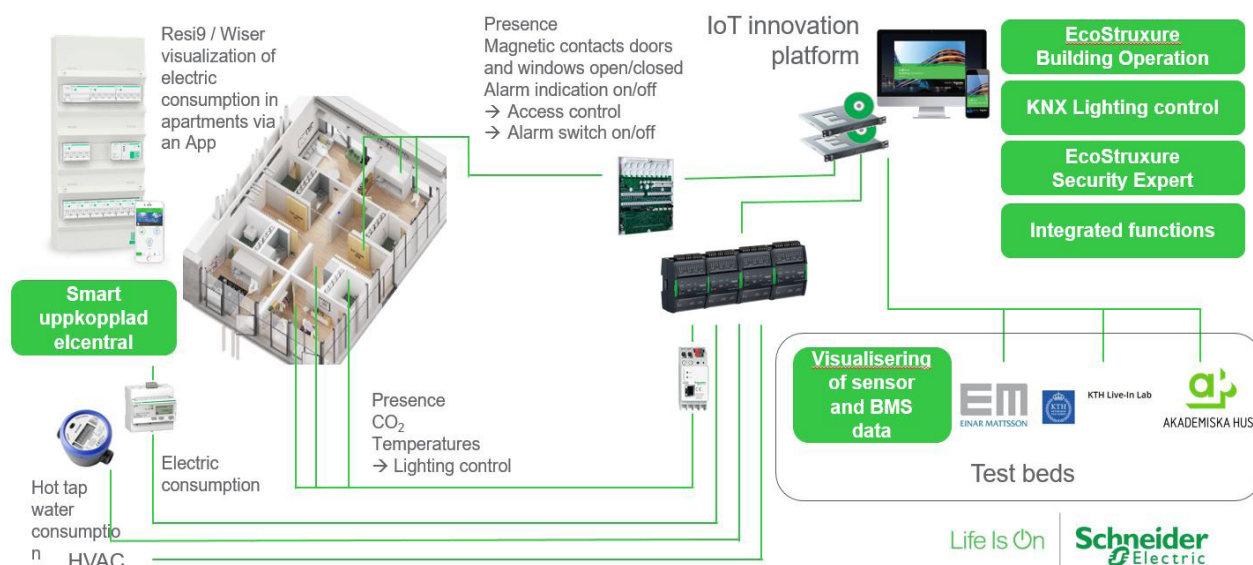 Resi9 / Wiser
visualization of
electric
consumption in
apartments via
an App
Presence
Magnetic contacts doors
and windows open/closed
Alarm indication on/off
→ Access control
→ Alarm switch on/off
IoT innovation
platform
EcoStruxure
Building Operation
KNX Lighting control
EcoStruxure
Security Expert
Integrated functions
Smart
uppkopplad
elcentral
Presence
CO₂
Temperatures
→ Lighting control
Electric
consumption
Hot tap
water
consumptio
n
HVAC
Visualisering
of sensor
and BMS
data
EM
EINAR MATTSSON
KTH
KTH Live-In Lab
AKADEMISKA HUS
Test beds
Life Is On
Schneider
Electric